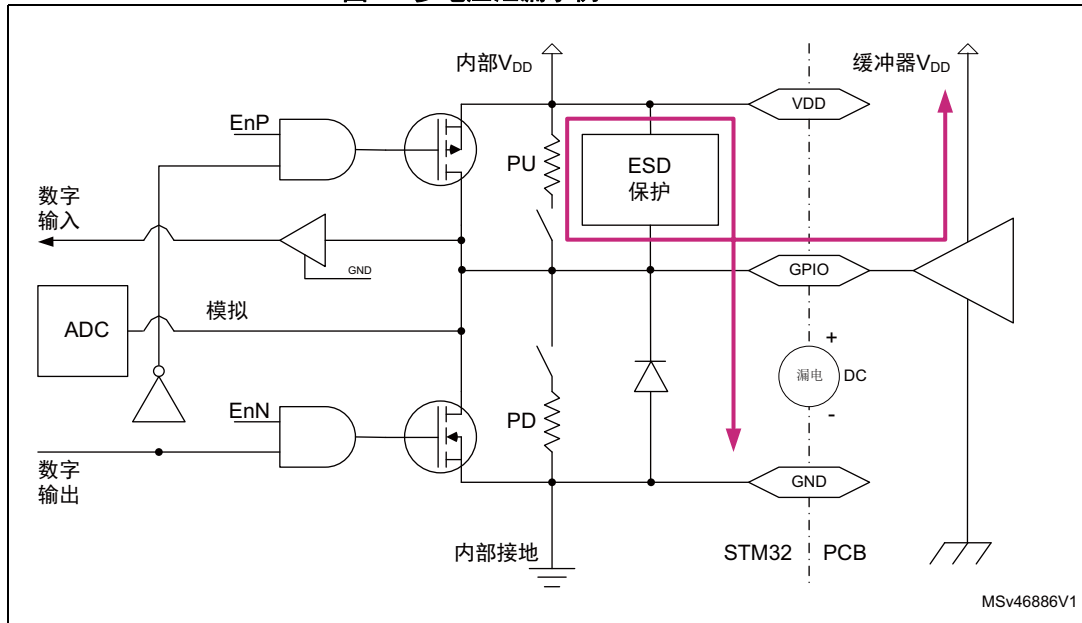 内部VDD
缓冲器VDD
VDD
EnP
PU
ESD
保护
数字
输入
GND
GPIO
模拟
ADC
+
漏电
DC
-
EnN
PD
数字
输出
GND
内部接地
STM32
PCB
MSv46886V1